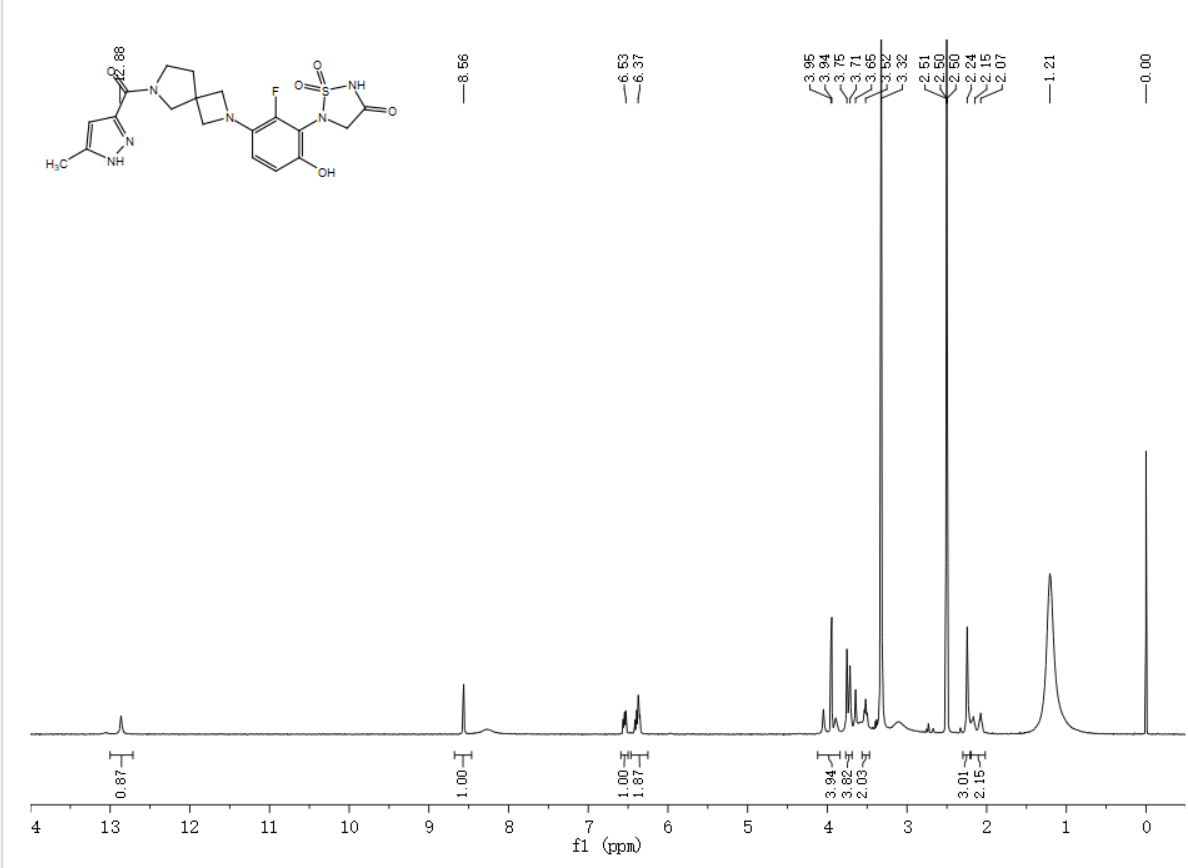 12.88
8.56
6.53
6.37
3.95
3.94
3.75
3.71
3.65
3.52
3.32
2.51
2.50
2.50
2.24
2.15
2.07
1.21
0.00
O
N
N
F
O
O
S
NH
N
O
OH
H3C
NH
N
0.87
1.00
1.00
1.87
3.94
3.82
2.03
3.01
2.15
4 13 12 11 10 9 8 7 6 5 4 3 2 1 0
f1 (ppm)